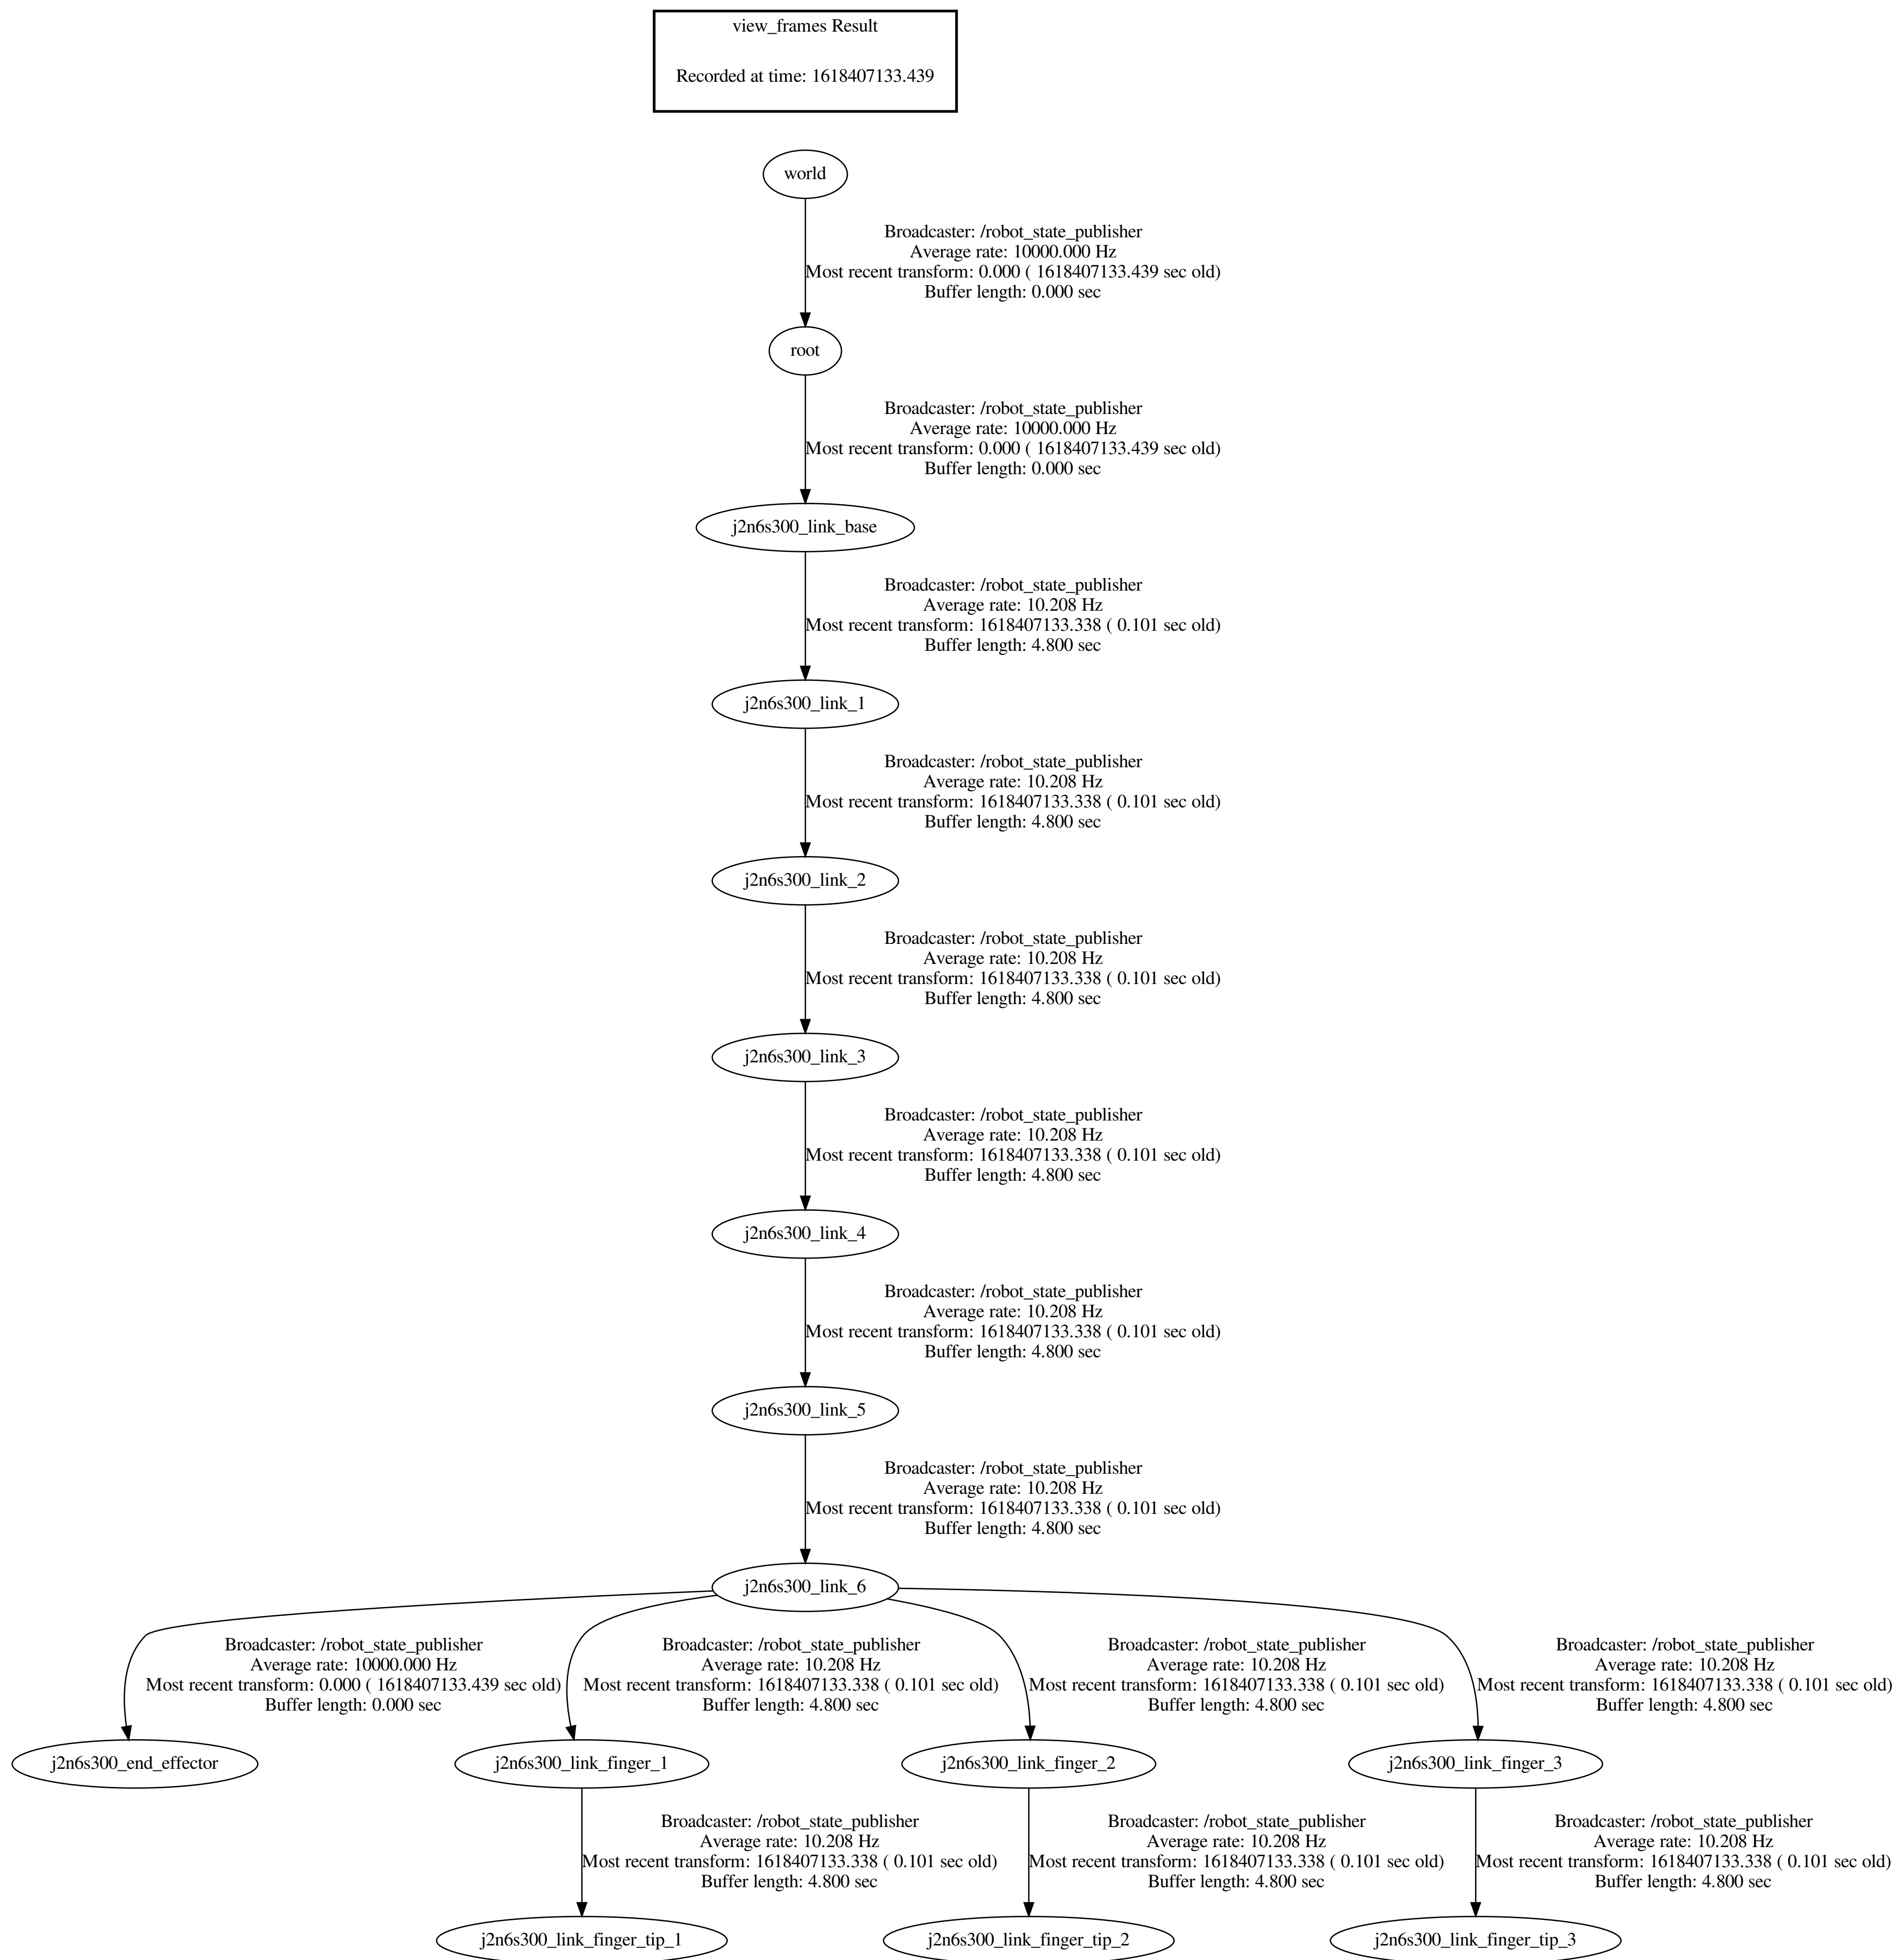 view_frames Result
Recorded at time: 1618407133.439
world
Broadcaster: /robot_state_publisher
Average rate: 10000.000 Hz
Most recent transform: 0.000 ( 1618407133.439 sec old)
Buffer length: 0.000 sec
root
Broadcaster: /robot_state_publisher
Average rate: 10000.000 Hz
Most recent transform: 0.000 ( 1618407133.439 sec old)
Buffer length: 0.000 sec
j2n6s300_link_base
Broadcaster: /robot_state_publisher
Average rate: 10.208 Hz
Most recent transform: 1618407133.338 ( 0.101 sec old)
Buffer length: 4.800 sec
j2n6s300_link_1
Broadcaster: /robot_state_publisher
Average rate: 10.208 Hz
Most recent transform: 1618407133.338 ( 0.101 sec old)
Buffer length: 4.800 sec
j2n6s300_link_2
Broadcaster: /robot_state_publisher
Average rate: 10.208 Hz
Most recent transform: 1618407133.338 ( 0.101 sec old)
Buffer length: 4.800 sec
j2n6s300_link_3
Broadcaster: /robot_state_publisher
Average rate: 10.208 Hz
Most recent transform: 1618407133.338 ( 0.101 sec old)
Buffer length: 4.800 sec
j2n6s300_link_4
Broadcaster: /robot_state_publisher
Average rate: 10.208 Hz
Most recent transform: 1618407133.338 ( 0.101 sec old)
Buffer length: 4.800 sec
j2n6s300_link_5
Broadcaster: /robot_state_publisher
Average rate: 10.208 Hz
Most recent transform: 1618407133.338 ( 0.101 sec old)
Buffer length: 4.800 sec
j2n6s300_link_6
Broadcaster: /robot_state_publisher
Average rate: 10000.000 Hz
Most recent transform: 0.000 ( 1618407133.439 sec old)
Buffer length: 0.000 sec
Broadcaster: /robot_state_publisher
Average rate: 10.208 Hz
Most recent transform: 1618407133.338 ( 0.101 sec old)
Buffer length: 4.800 sec
Broadcaster: /robot_state_publisher
Average rate: 10.208 Hz
Most recent transform: 1618407133.338 ( 0.101 sec old)
Buffer length: 4.800 sec
Broadcaster: /robot_state_publisher
Average rate: 10.208 Hz
Most recent transform: 1618407133.338 ( 0.101 sec old)
Buffer length: 4.800 sec
j2n6s300_end_effector
j2n6s300_link_finger_1
j2n6s300_link_finger_2
j2n6s300_link_finger_3
Broadcaster: /robot_state_publisher
Average rate: 10.208 Hz
Most recent transform: 1618407133.338 ( 0.101 sec old)
Buffer length: 4.800 sec
Broadcaster: /robot_state_publisher
Average rate: 10.208 Hz
Most recent transform: 1618407133.338 ( 0.101 sec old)
Buffer length: 4.800 sec
Broadcaster: /robot_state_publisher
Average rate: 10.208 Hz
Most recent transform: 1618407133.338 ( 0.101 sec old)
Buffer length: 4.800 sec
j2n6s300_link_finger_tip_1
j2n6s300_link_finger_tip_2
j2n6s300_link_finger_tip_3